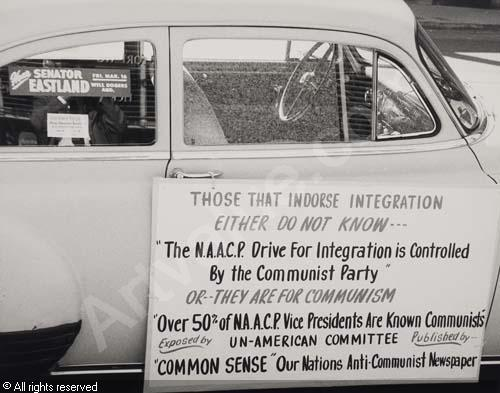 Hear
SENATOR
EASTLAND
FRI. MAR. 16
WILL ROGERS
AUD.
THOSE THAT INDORSE INTEGRATION
EITHER DO NOT KNOW---
"The N.A.A.C.P. Drive For Integration is Controlled
By the Communist Party"
OR--THEY ARE FOR COMMUNISM
"Over 50% of N.A.A.C.P. Vice Presidents Are Known Communists"
Exposed by UN-AMERICAN COMMITTEE Published by--
"COMMON SENSE" Our Nations Anti-Communist Newspaper
© All rights reserved